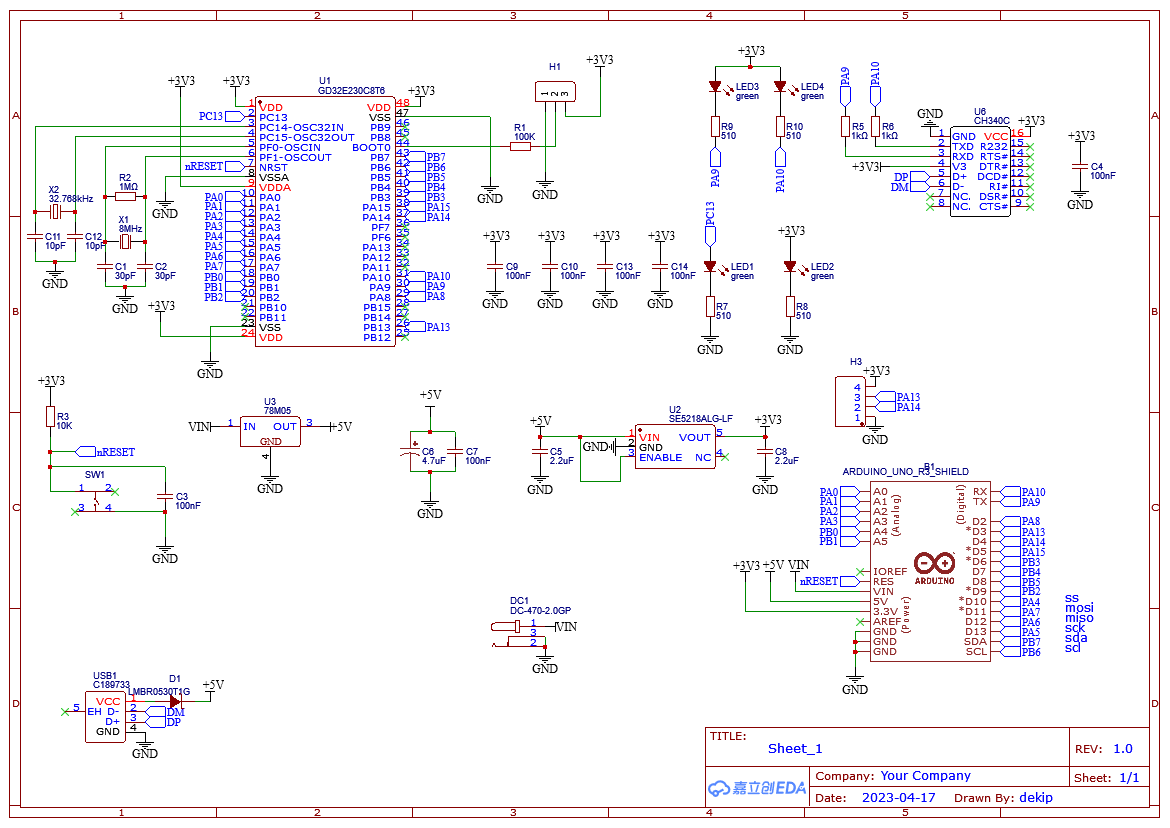 1 2 3 4 5
A
B
C
D
A
B
C
D
+3V3 +3V3
U1
GD32E230C8T6
+3V3
1 VDD
PC13 2 PC13
3 PC14-OSC32IN
4 PC15-OSC32OUT
5 PF0-OSCIN
6 PF1-OSCOUT
nRESET 7 NRST
8 VSSA
9 VDDA
PA0 10 PA0
PA1 11 PA1
PA2 12 PA2
PA3 13 PA3
PA4 14 PA4
PA5 15 PA5
PA6 16 PA6
PA7 17 PA7
PB0 18 PB0
PB1 19 PB1
PB2 20 PB2
21 PB10
22 PB11
23 VSS
24 VDD
VDD 48
VSS 47
PB9 46
PB8 45
BOOT0 44
PB7 43 PB7
PB6 42 PB6
PB5 41 PB5
PB4 40 PB4
PB3 39 PB3
PA15 38 PA15
PA14 37 PA14
PF7 36
PF6 35
PA13 34
PA12 33
PA11 32
PA10 31 PA10
PA9 30 PA9
PA8 29 PA8
PB15 28
PB14 27
PB13 26 PA13
PB12 25
GND
+3V3
GND
X2
32.768kHz
C11
10pF
C12
10pF
GND
R2
1MΩ
X1
8MHz
C1
30pF
C2
30pF
GND
R1
100K
H1
1 2 3
+3V3
GND
GND
+3V3
C9
100nF
GND
+3V3
C10
100nF
GND
+3V3
C13
100nF
GND
+3V3
C14
100nF
GND
+3V3
LED3
green
LED4
green
R9
510
R10
510
PA9
PA10
PC13
LED1
green
R7
510
GND
+3V3
LED2
green
R8
510
GND
PA9
PA10
R5
1kΩ
R6
1kΩ
GND
U6
CH340C
+3V3
1 GND VCC 16
2 TXD R232 15
3 RXD RTS# 14
+3V3 4 V3 DTR# 13
DP 5 D+ DCD# 12
DM 6 D- RI# 11
7 NC. DSR# 10
8 NC. CTS# 9
+3V3
C4
100nF
GND
+3V3
R3
10K
nRESET
SW1
1 2
3 4
C3
100nF
GND
U3
78M05
VIN 1 IN OUT 3 +5V
GND
4
GND
+5V
C6
4.7uF
C7
100nF
GND
+5V
C5
2.2uF
GND
U2
SE5218ALG-LF
1 VIN VOUT 5
GND 2 GND
3 ENABLE NC 4
+3V3
C8
2.2uF
GND
H3
+3V3
4
3 PA13
2 PA14
1
GND
B1
ARDUINO_UNO_R3_SHIELD
PA0 A0
PA1 A1
PA2 A2
PA3 A3
PB0 A4
PB1 A5
(Analog)
(Digital)
+3V3 +5V VIN
IOREF
nRESET RES
VIN
5V
3.3V
AREF
GND
GND
GND
(Power)
ARDUINO
GND
RX PA10
TX PA9
D2 PA8
*D3 PA13
D4 PA14
*D5 PA15
*D6 PB3
D7 PB4
D8 PB5
*D9 PB2
*D10 PA4 ss
*D11 PA7 mosi
D12 PA6 miso
D13 PA5 sck
SDA PB7 sda
SCL PB6 scl
DC1
DC-470-2.0GP
1 VIN
3
2
GND
USB1
C189733
D1
LMBR0530T1G
+5V
VCC 1
5 EH D- 2 DM
D+ 3 DP
GND 4
GND
TITLE:
Sheet_1
REV: 1.0
嘉立创EDA
Company: Your Company
Sheet: 1/1
Date: 2023-04-17 Drawn By: dekip
1 2 3 4 5